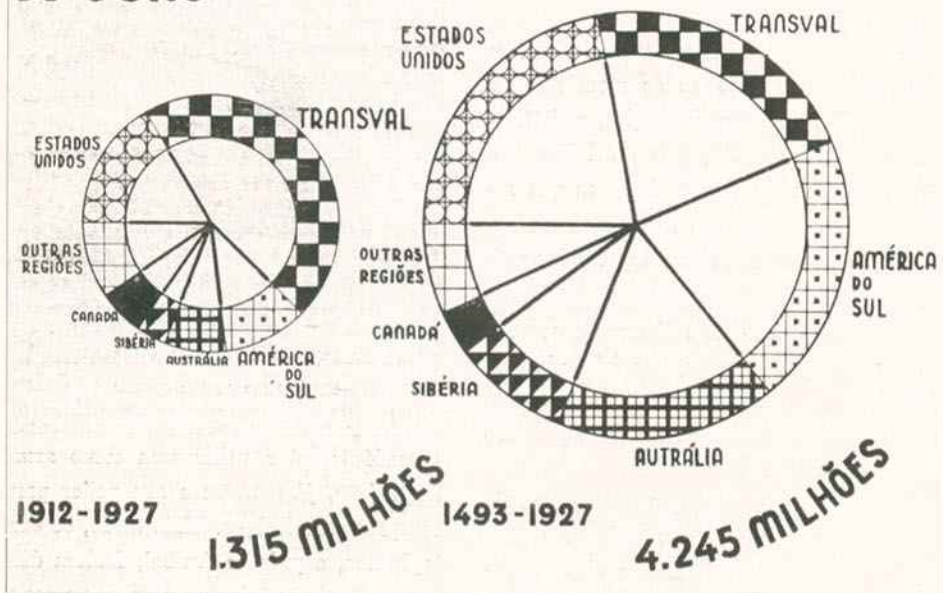 TRANSVAL
ESTADOS
UNIDOS
OUTRAS
REGIÕES
CANADÁ
SIBÉRIA
AUSTRÁLIA
AMÉRICA
DO
SUL
1912-1927
1.315 MILHÕES
ESTADOS
UNIDOS
TRANSVAL
AMÉRICA
DO
SUL
AUTRÁLIA
SIBÉRIA
CANADÁ
OUTRAS
REGIÕES
1493-1927
4.245 MILHÕES